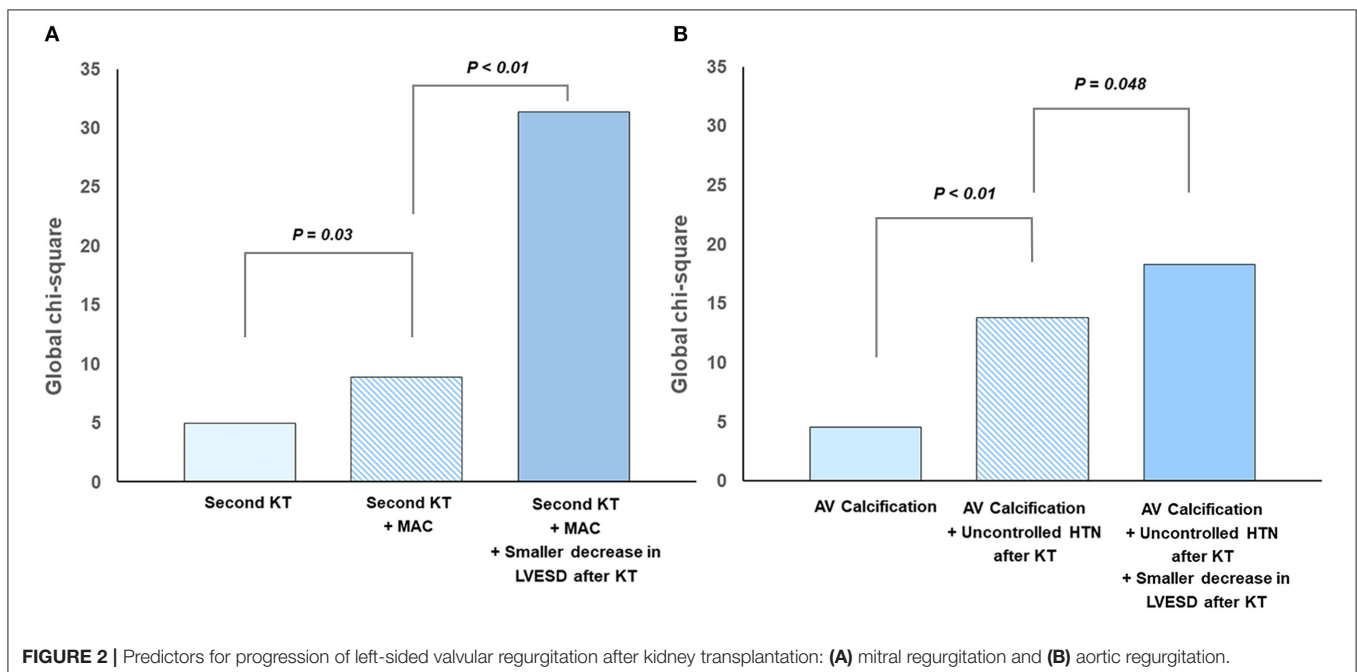 A
35
30
25
20
15
10
5
0
Global chi-square
P = 0.03
P < 0.01
Second KT
Second KT
+ MAC
Second KT
+ MAC
+ Smaller decrease in
LVESD after KT
B
35
30
25
20
15
10
5
0
Global chi-square
P < 0.01
P = 0.048
AV Calcification
AV Calcification
+ Uncontrolled HTN
after KT
AV Calcification
+ Uncontrolled HTN
after KT
+ Smaller decrease in
LVESD after KT
FIGURE 2 | Predictors for progression of left-sided valvular regurgitation after kidney transplantation: (A) mitral regurgitation and (B) aortic regurgitation.